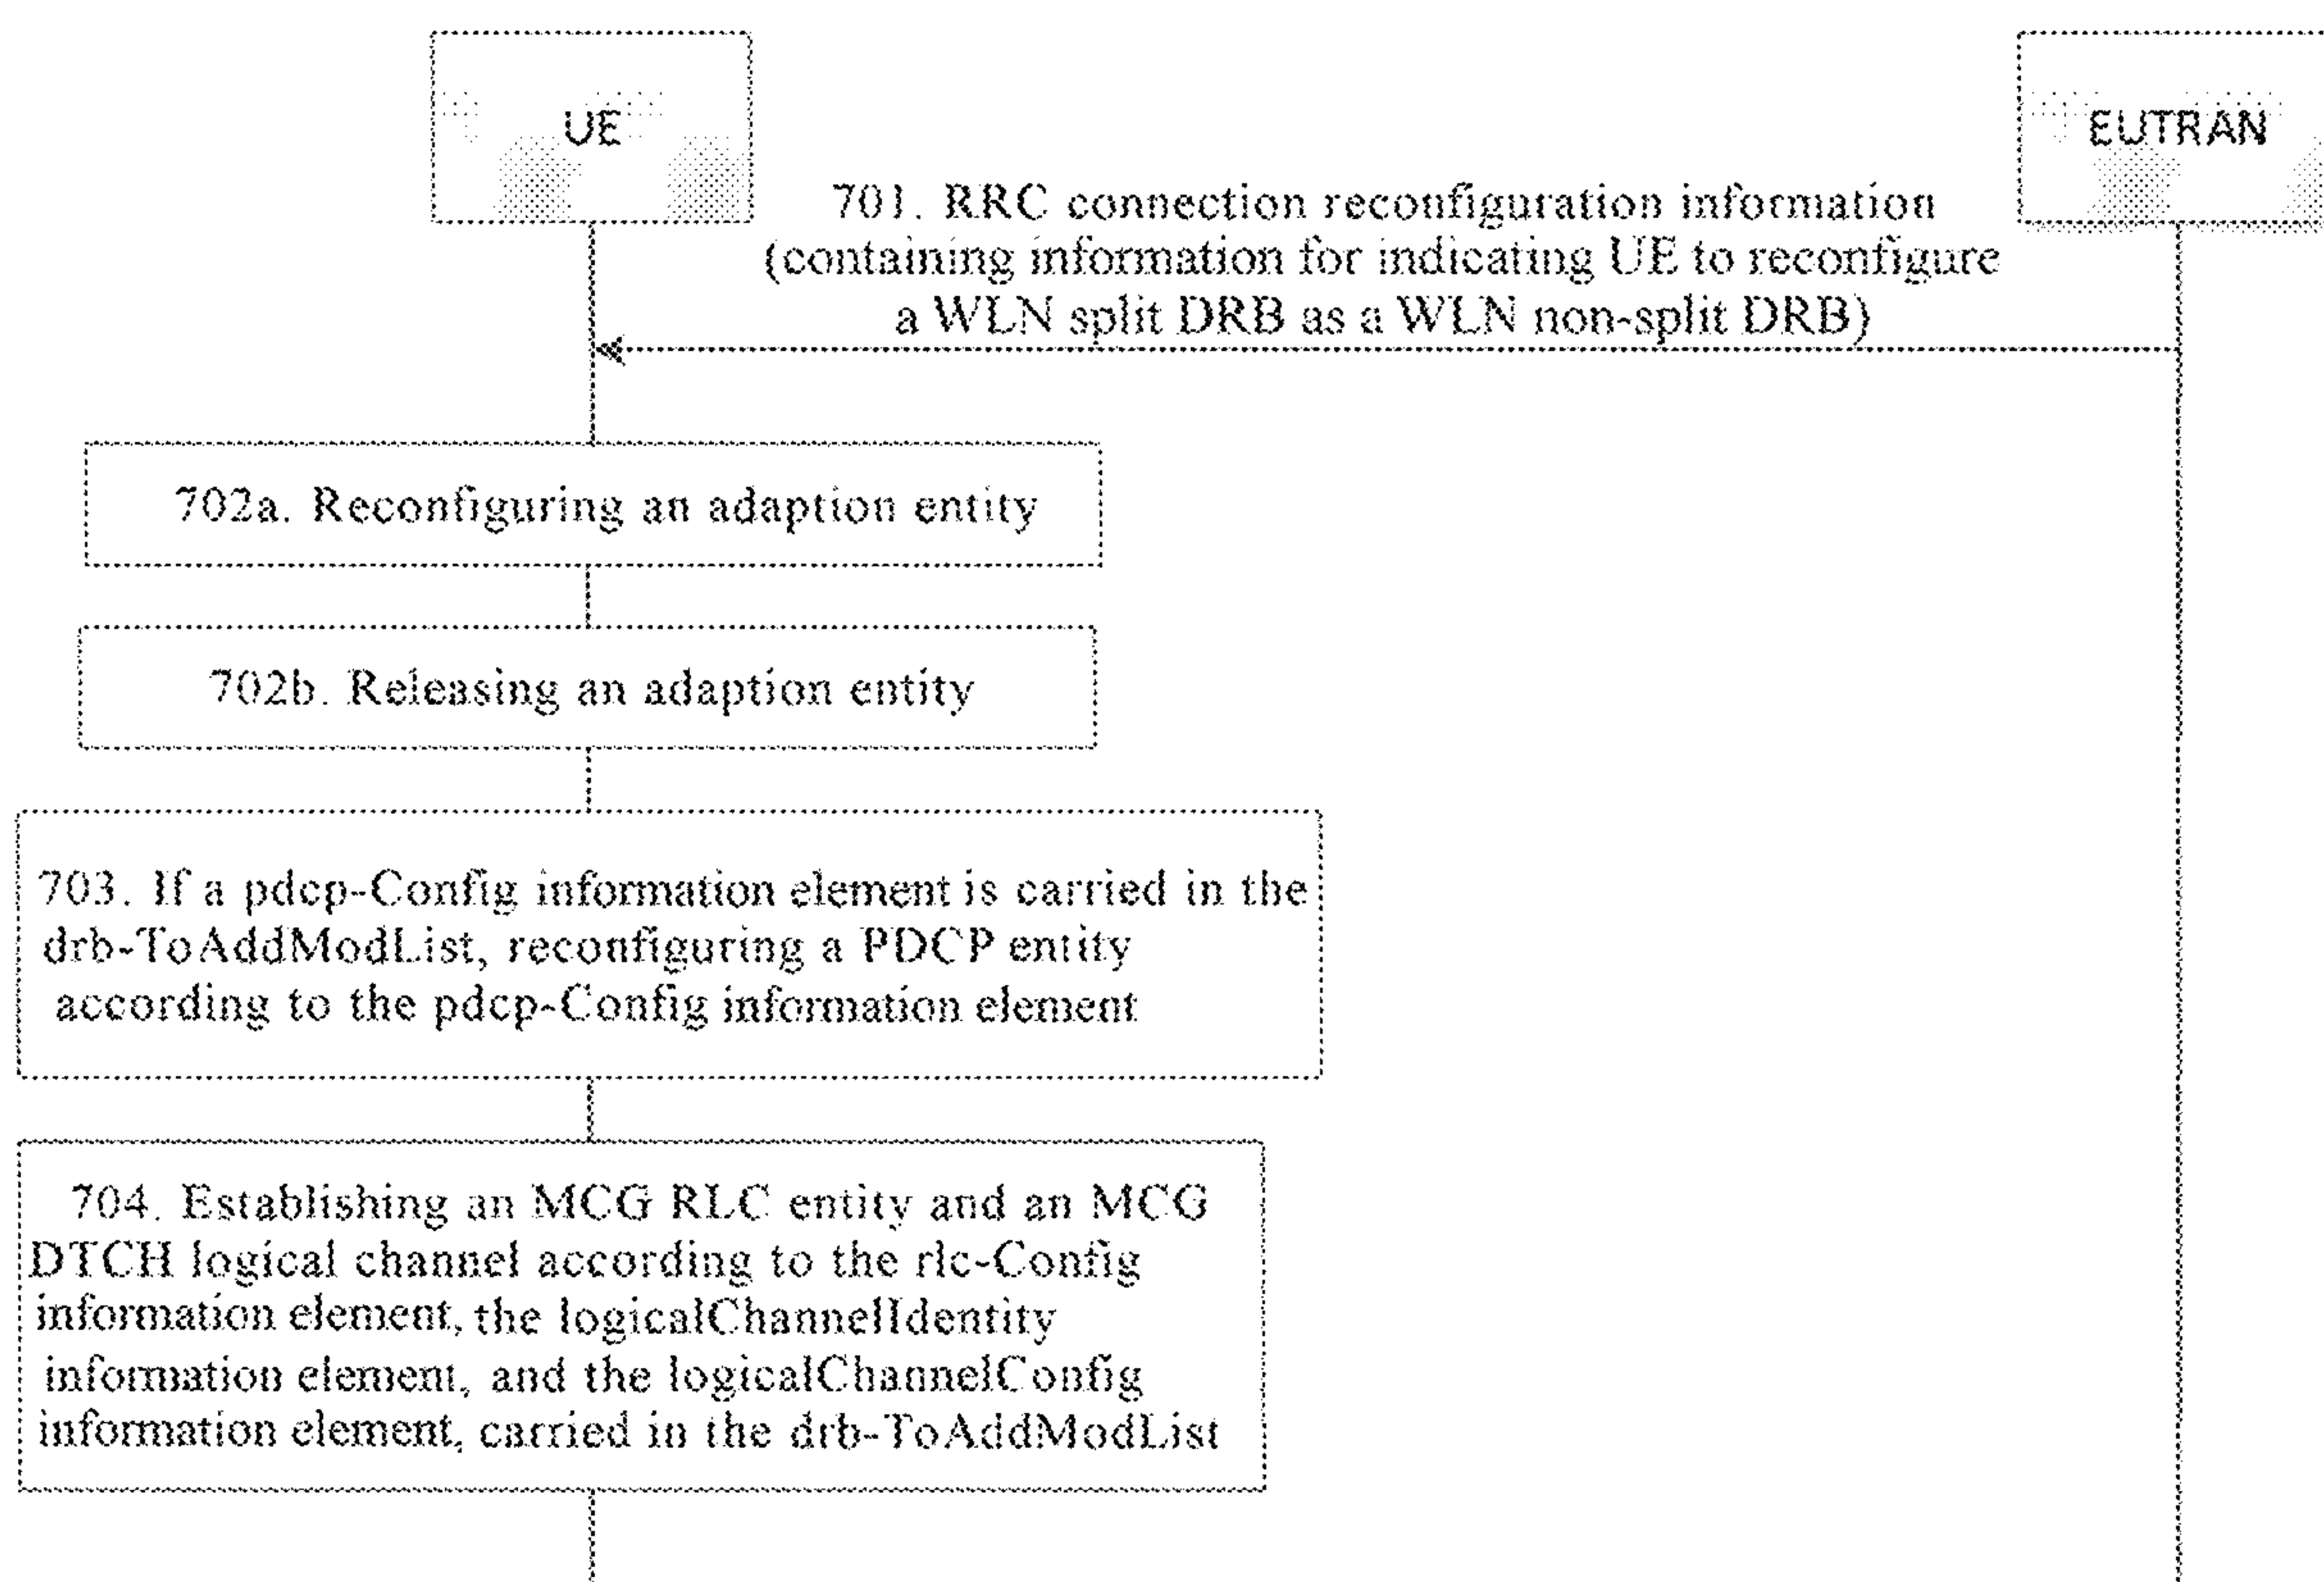 UE
EUTRAN
701. RRC connection reconfiguration information
(containing information for indicating UE to reconfigure
a WLN split DRB as a WLN non-split DRB)
702a. Reconfiguring an adaption entity
702b. Releasing an adaption entity
703. If a pdcp-Config information element is carried in the
drb-ToAddModList, reconfiguring a PDCP entity
according to the pdcp-Config information element
704. Establishing an MCG RLC entity and an MCG
DTCH logical channel according to the rlc-Config
information element, the logicalChannelIdentity
information element, and the logicalChannelConfig
information element, carried in the drb-ToAddModList